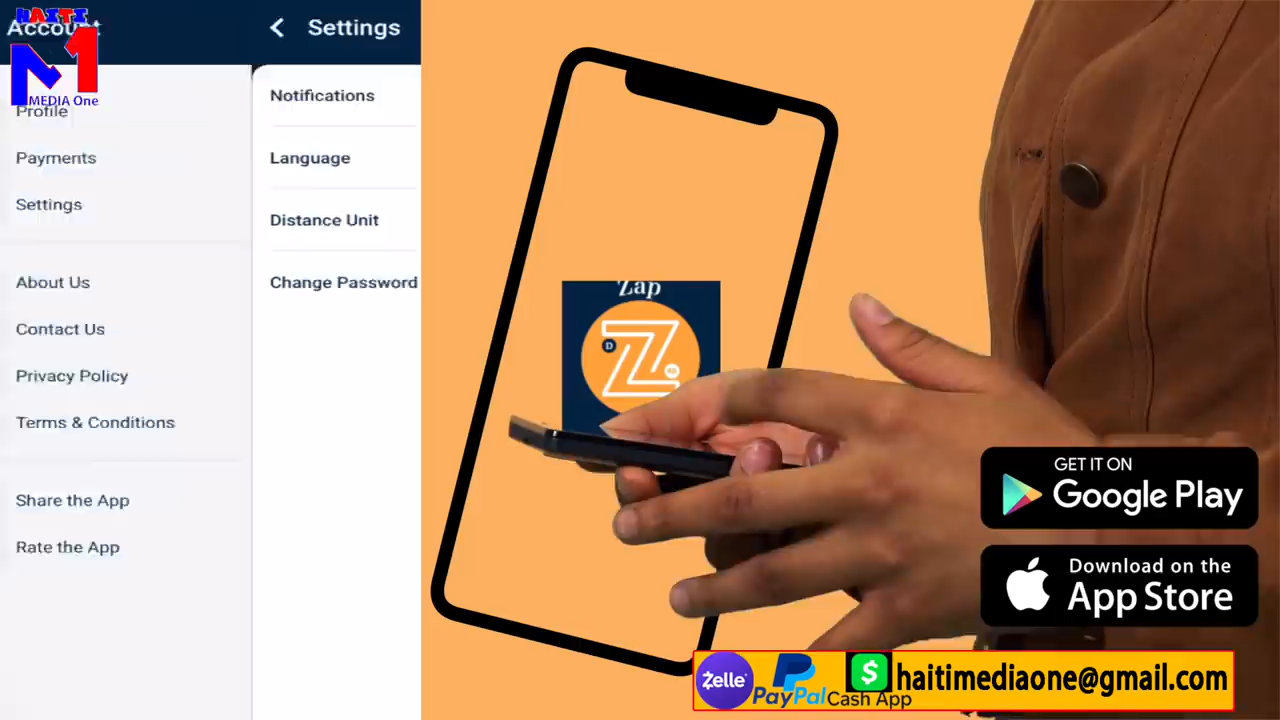 HAITI
Account
MEDIA One
Profile
Payments
Settings
About Us
Contact Us
Privacy Policy
Terms & Conditions
Share the App
Rate the App
Settings
Notifications
Language
Distance Unit
Change Password
Zap
D
Z
GET IT ON
Google Play
Download on the
App Store
Zelle
PayPal
$
Cash App
haitimediaone@gmail.com